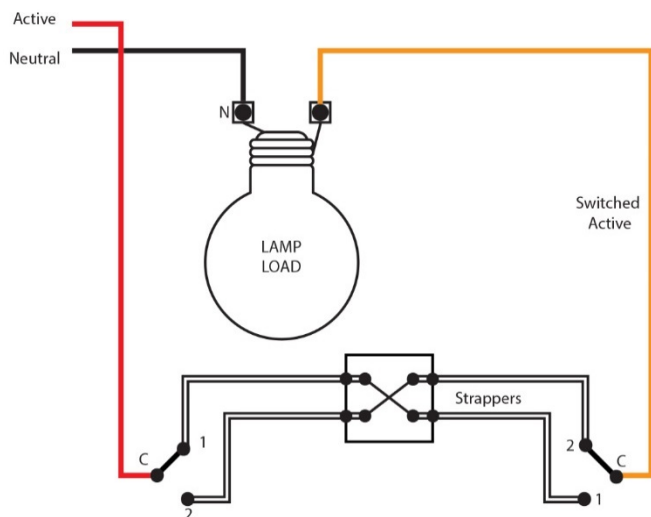 Active
Neutral
N
LAMP
LOAD
Switched
Active
Strappers
1
C
2
2
C
1